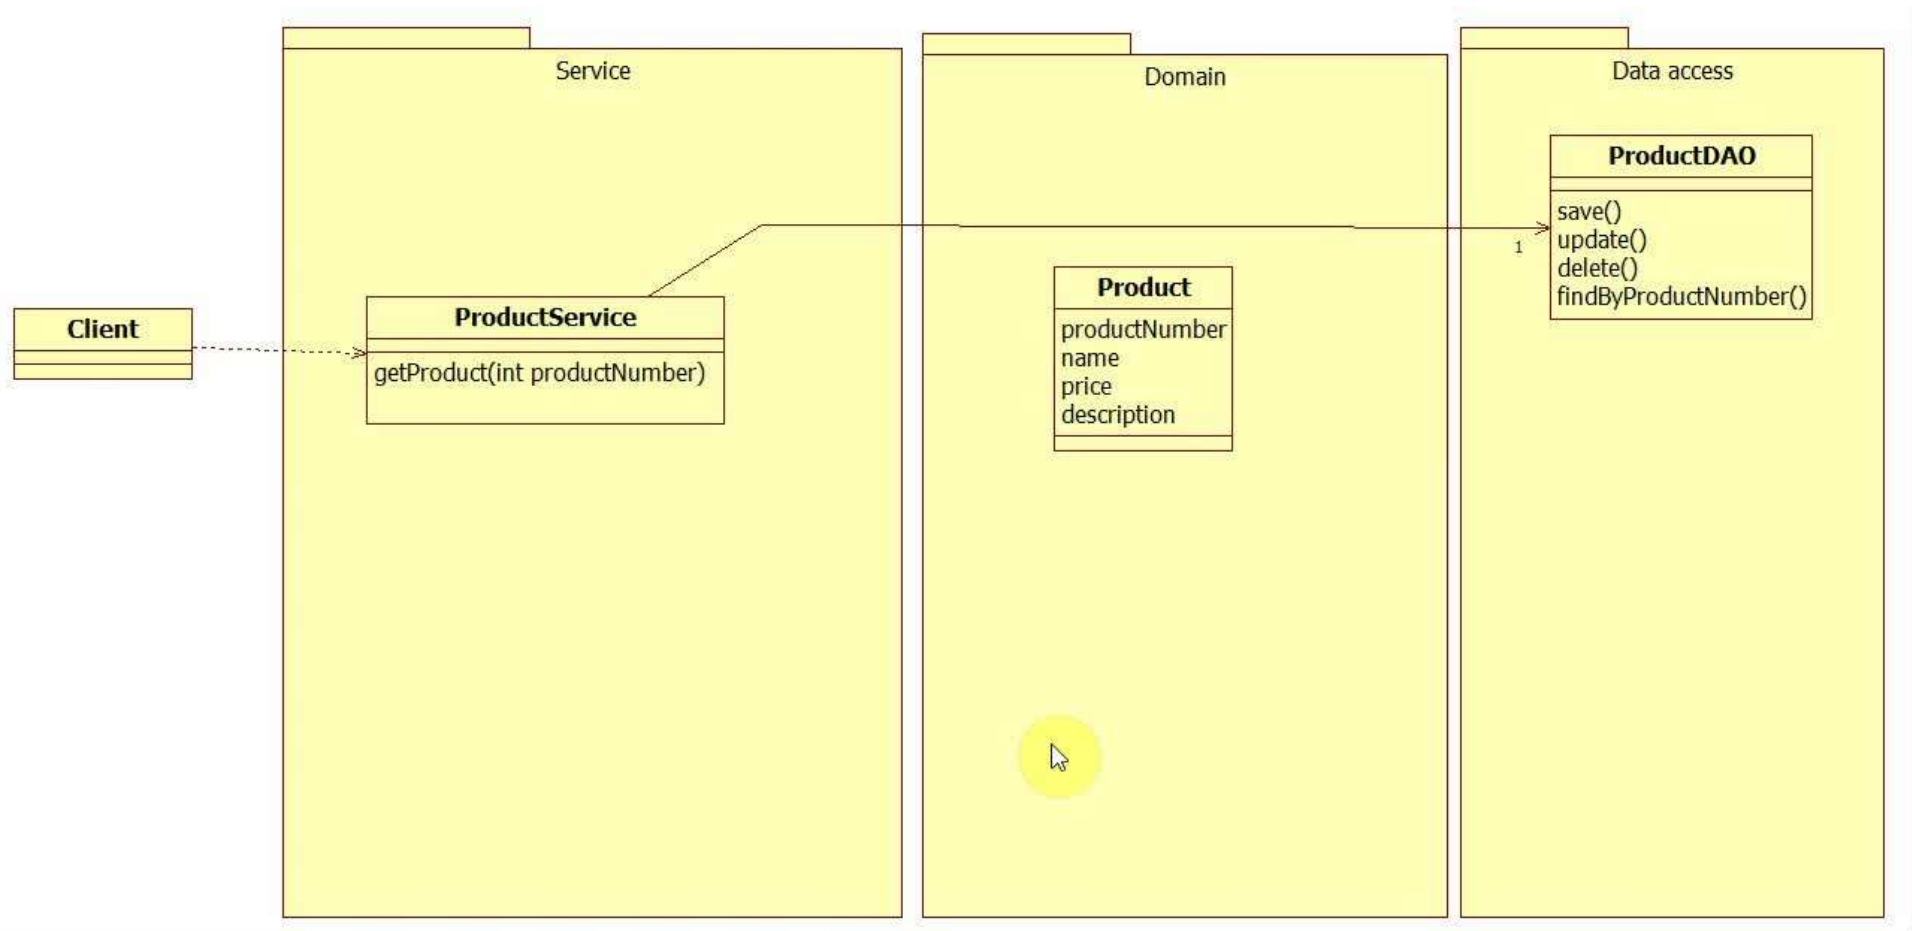 Service
Domain
Data access
Client
ProductService
getProduct(int productNumber)
Product
productNumber
name
price
description
ProductDAO
save()
update()
delete()
findByProductNumber()
1